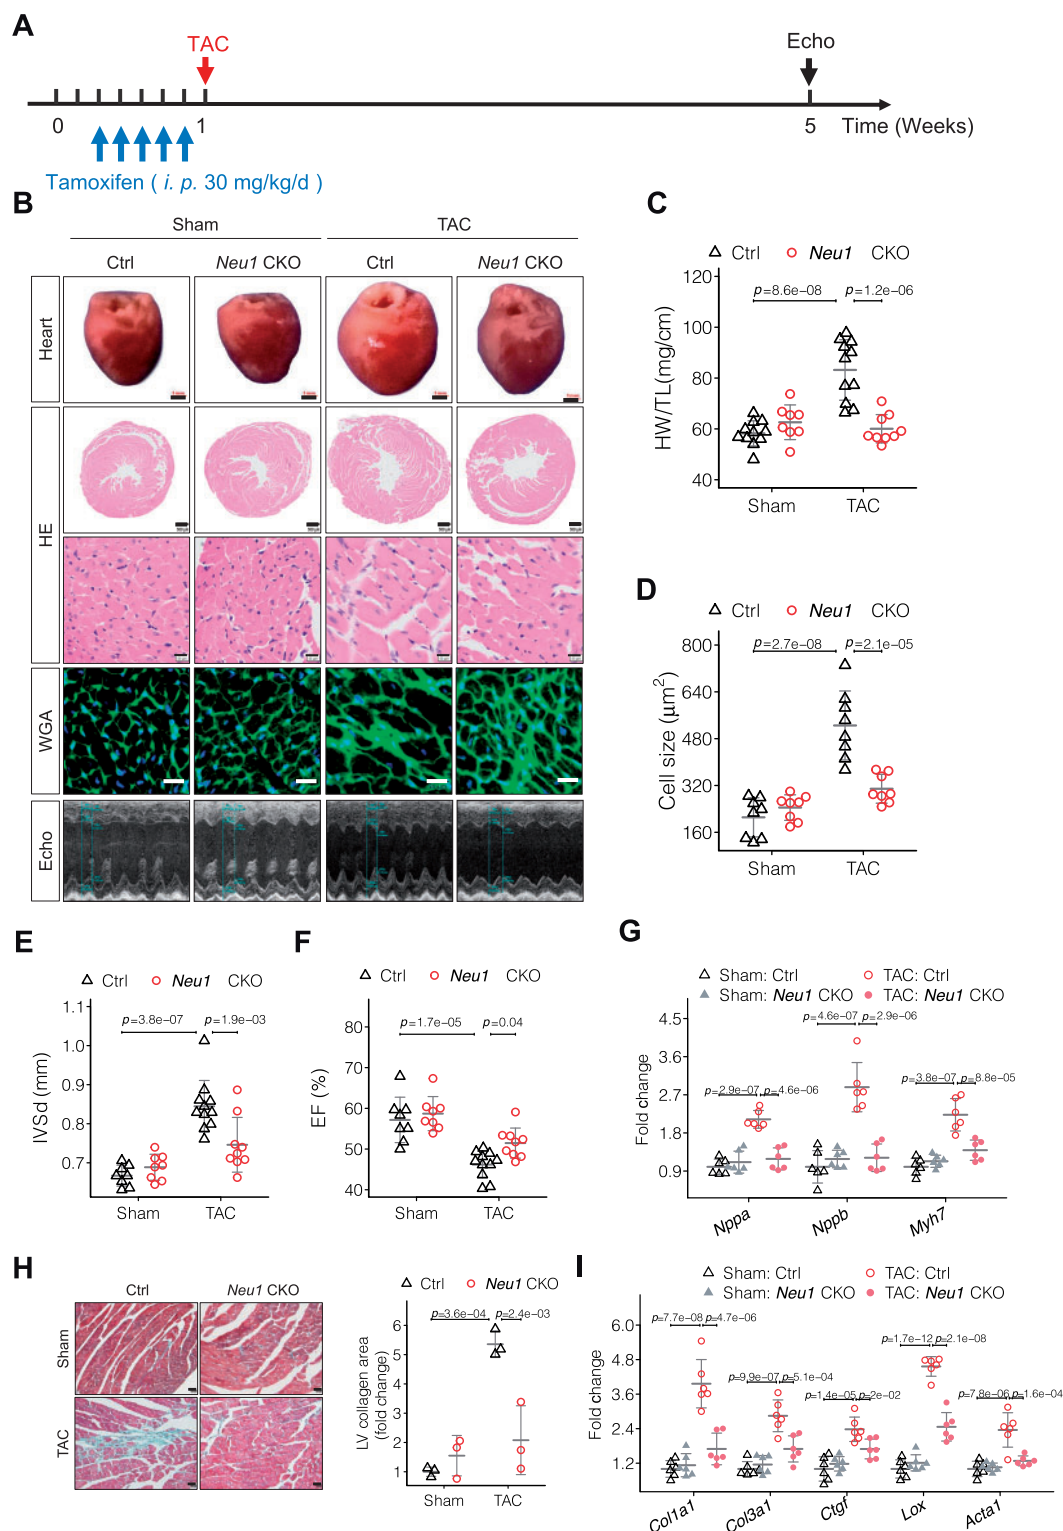 A
TAC
Echo
0
1
5
Time (Weeks)
Tamoxifen ( i. p. 30 mg/kg/d )
B
Sham
TAC
Ctrl
Neu1 CKO
Ctrl
Neu1 CKO
Heart
HE
WGA
Echo
C
Ctrl
Neu1 CKO
p=8.6e−08
p=1.2e−06
HW/TL(mg/cm)
120
100
80
60
40
Sham
TAC
D
Ctrl
Neu1 CKO
p=2.7e−08
p=2.1e−05
Cell size (μm²)
800
640
480
320
160
Sham
TAC
E
Ctrl
Neu1 CKO
p=3.8e−07
p=1.9e−03
IVSd (mm)
1.1
1.0
0.9
0.8
0.7
Sham
TAC
F
Ctrl
Neu1 CKO
p=1.7e−05
p=0.04
EF (%)
80
70
60
50
40
Sham
TAC
G
Sham: Ctrl
TAC: Ctrl
Sham: Neu1 CKO
TAC: Neu1 CKO
p=2.9e−07
p=4.6e−06
p=4.6e−07
p=2.9e−06
p=3.8e−07
p=8.8e−05
Fold change
4.5
3.6
2.7
1.8
0.9
Nppa
Nppb
Myh7
H
Ctrl
Neu1 CKO
Sham
TAC
Ctrl
Neu1 CKO
p=3.6e−04
p=2.4e−03
LV collagen area
(fold change)
6
5
4
3
2
1
Sham
TAC
I
Sham: Ctrl
TAC: Ctrl
Sham: Neu1 CKO
TAC: Neu1 CKO
p=7.7e−08
p=4.7e−06
p=9.9e−07
p=5.1e−04
p=1.4e−05
p=2e−02
p=1.7e−12
p=2.1e−08
p=7.8e−06
p=1.6e−04
Fold change
6.0
4.8
3.6
2.4
1.2
Col1a1
Col3a1
Ctgf
Lox
Acta1